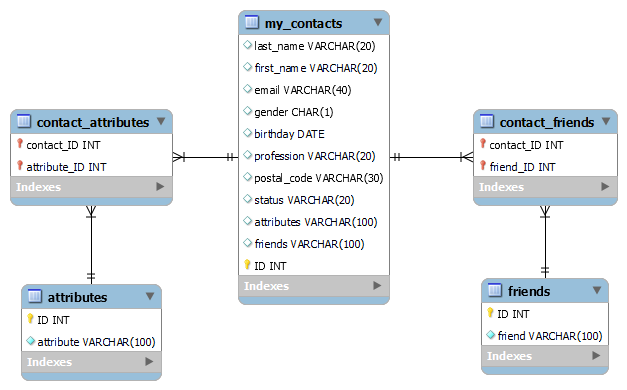 my_contacts
last_name VARCHAR(20)
first_name VARCHAR(20)
email VARCHAR(40)
gender CHAR(1)
birthday DATE
profession VARCHAR(20)
postal_code VARCHAR(30)
status VARCHAR(20)
attributes VARCHAR(100)
friends VARCHAR(100)
ID INT
Indexes
contact_attributes
contact_ID INT
attribute_ID INT
Indexes
contact_friends
contact_ID INT
friend_ID INT
Indexes
attributes
ID INT
attribute VARCHAR(100)
Indexes
friends
ID INT
friend VARCHAR(100)
Indexes